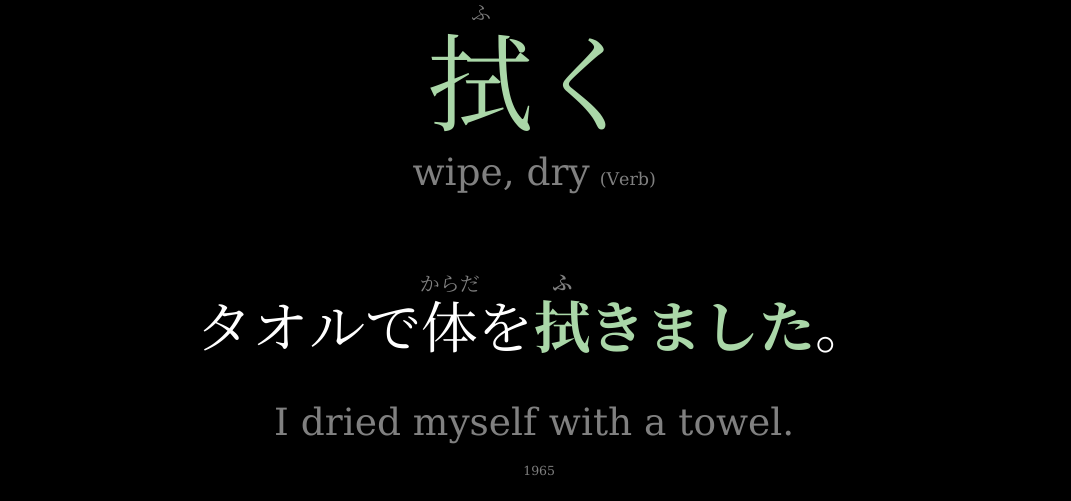 ふ
拭く
wipe, dry (Verb)
からだ ふ
タオルで体を拭きました。
I dried myself with a towel.
1965